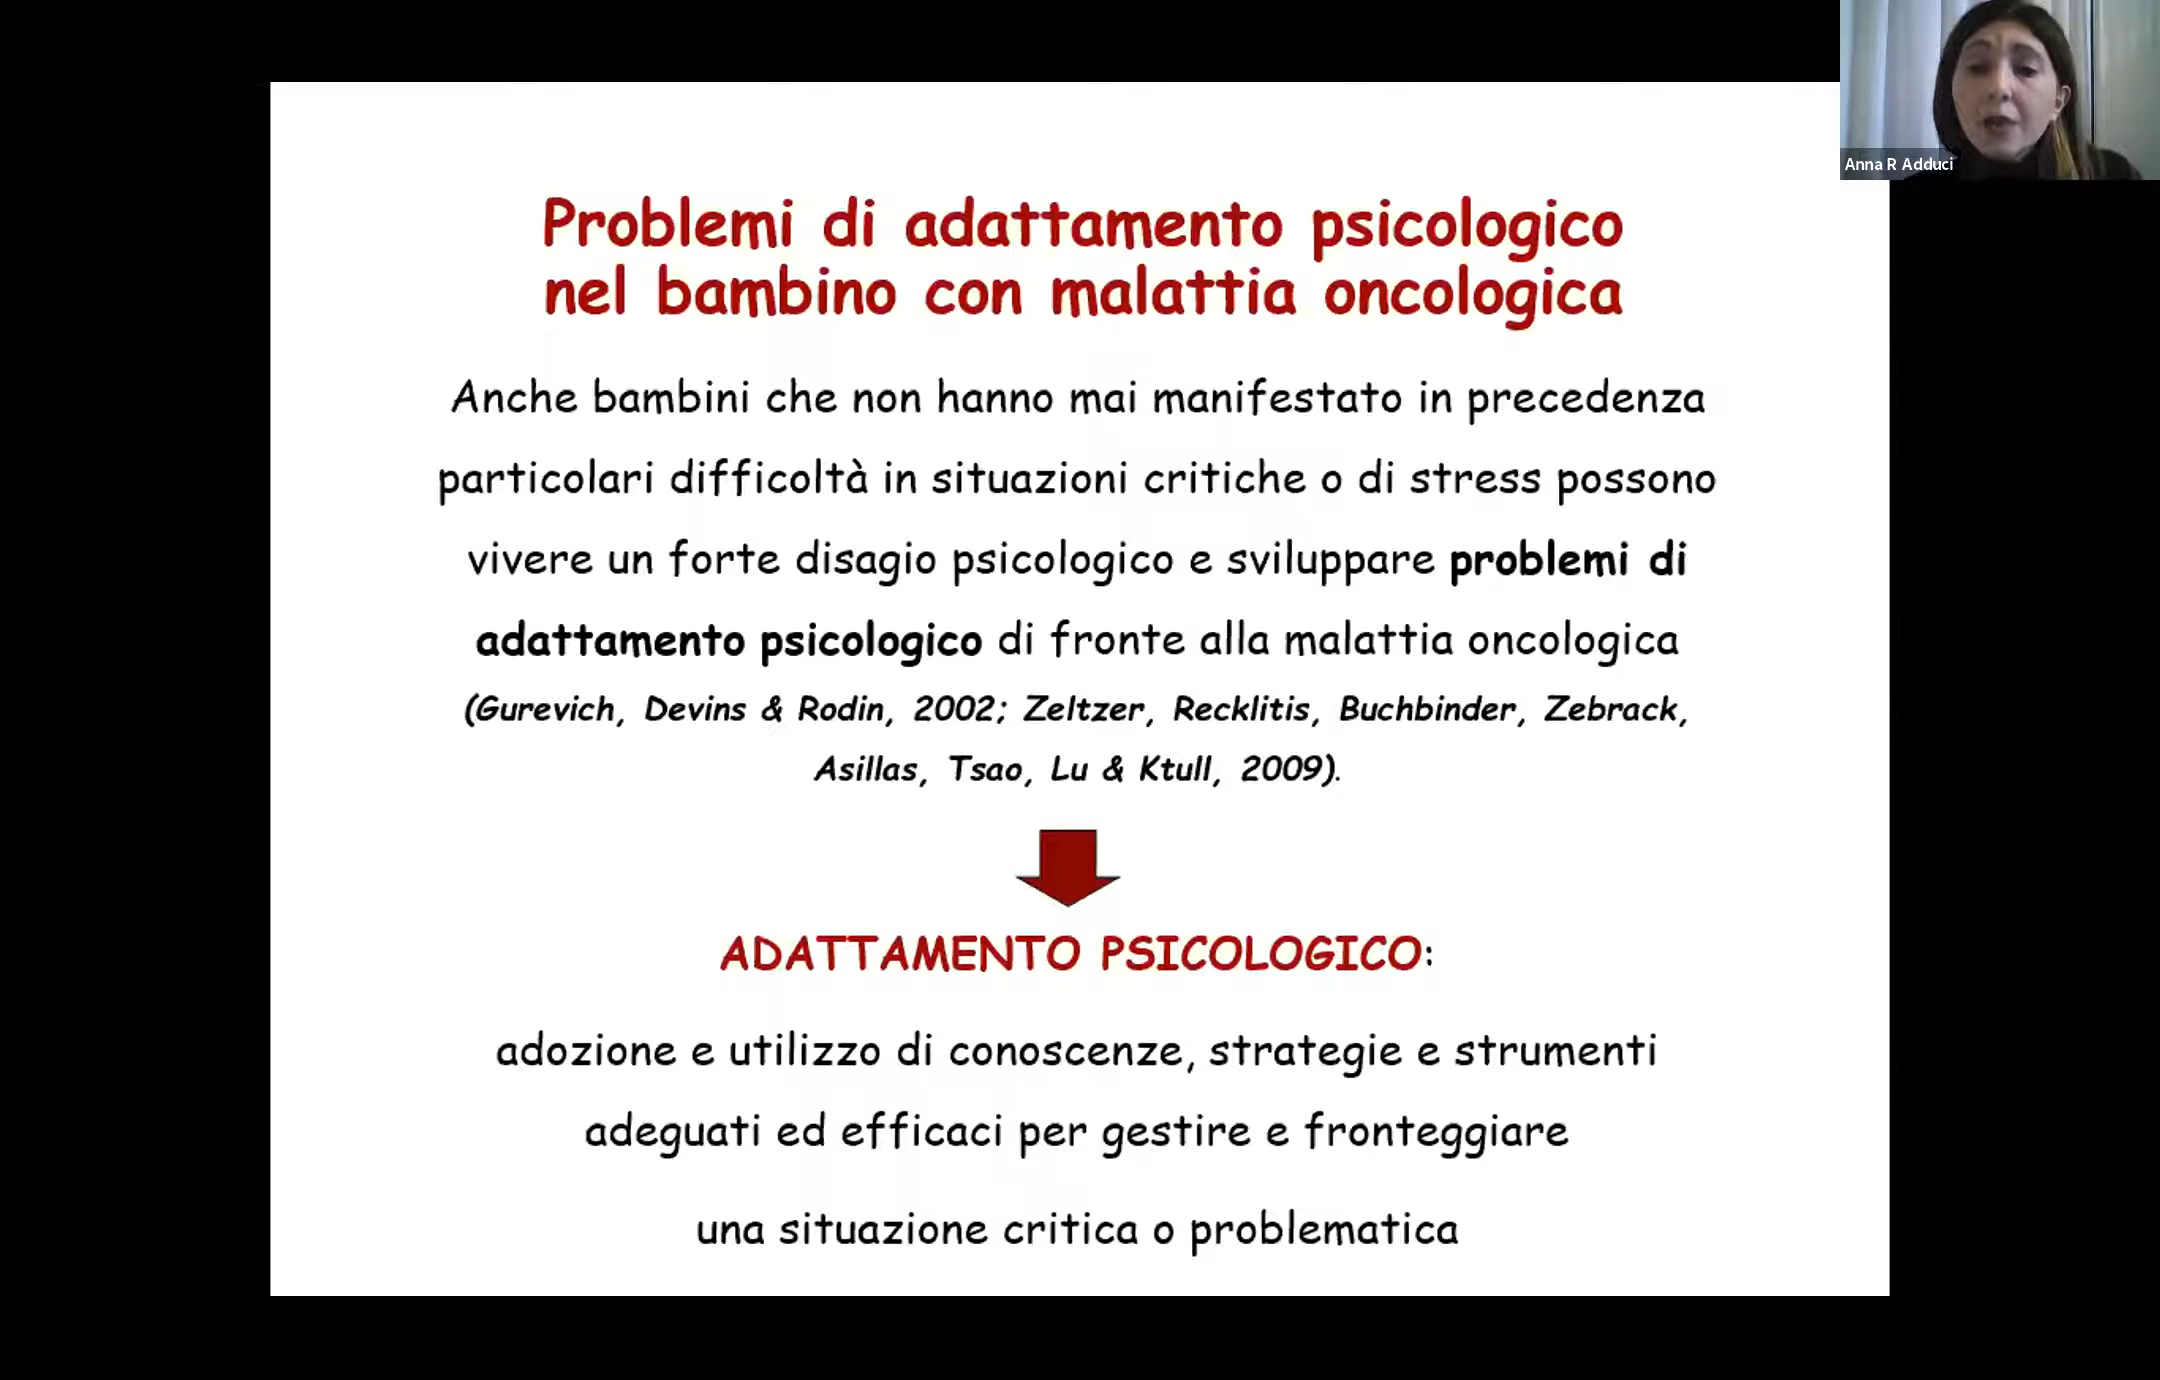 Anna R Adduci
Problemi di adattamento psicologico
nel bambino con malattia oncologica
Anche bambini che non hanno mai manifestato in precedenza
particolari difficoltà in situazioni critiche o di stress possono
vivere un forte disagio psicologico e sviluppare problemi di
adattamento psicologico di fronte alla malattia oncologica
(Gurevich, Devins & Rodin, 2002; Zeltzer, Recklitis, Buchbinder, Zebrack,
Asillas, Tsao, Lu & Ktull, 2009).
ADATTAMENTO PSICOLOGICO:
adozione e utilizzo di conoscenze, strategie e strumenti
adeguati ed efficaci per gestire e fronteggiare
una situazione critica o problematica